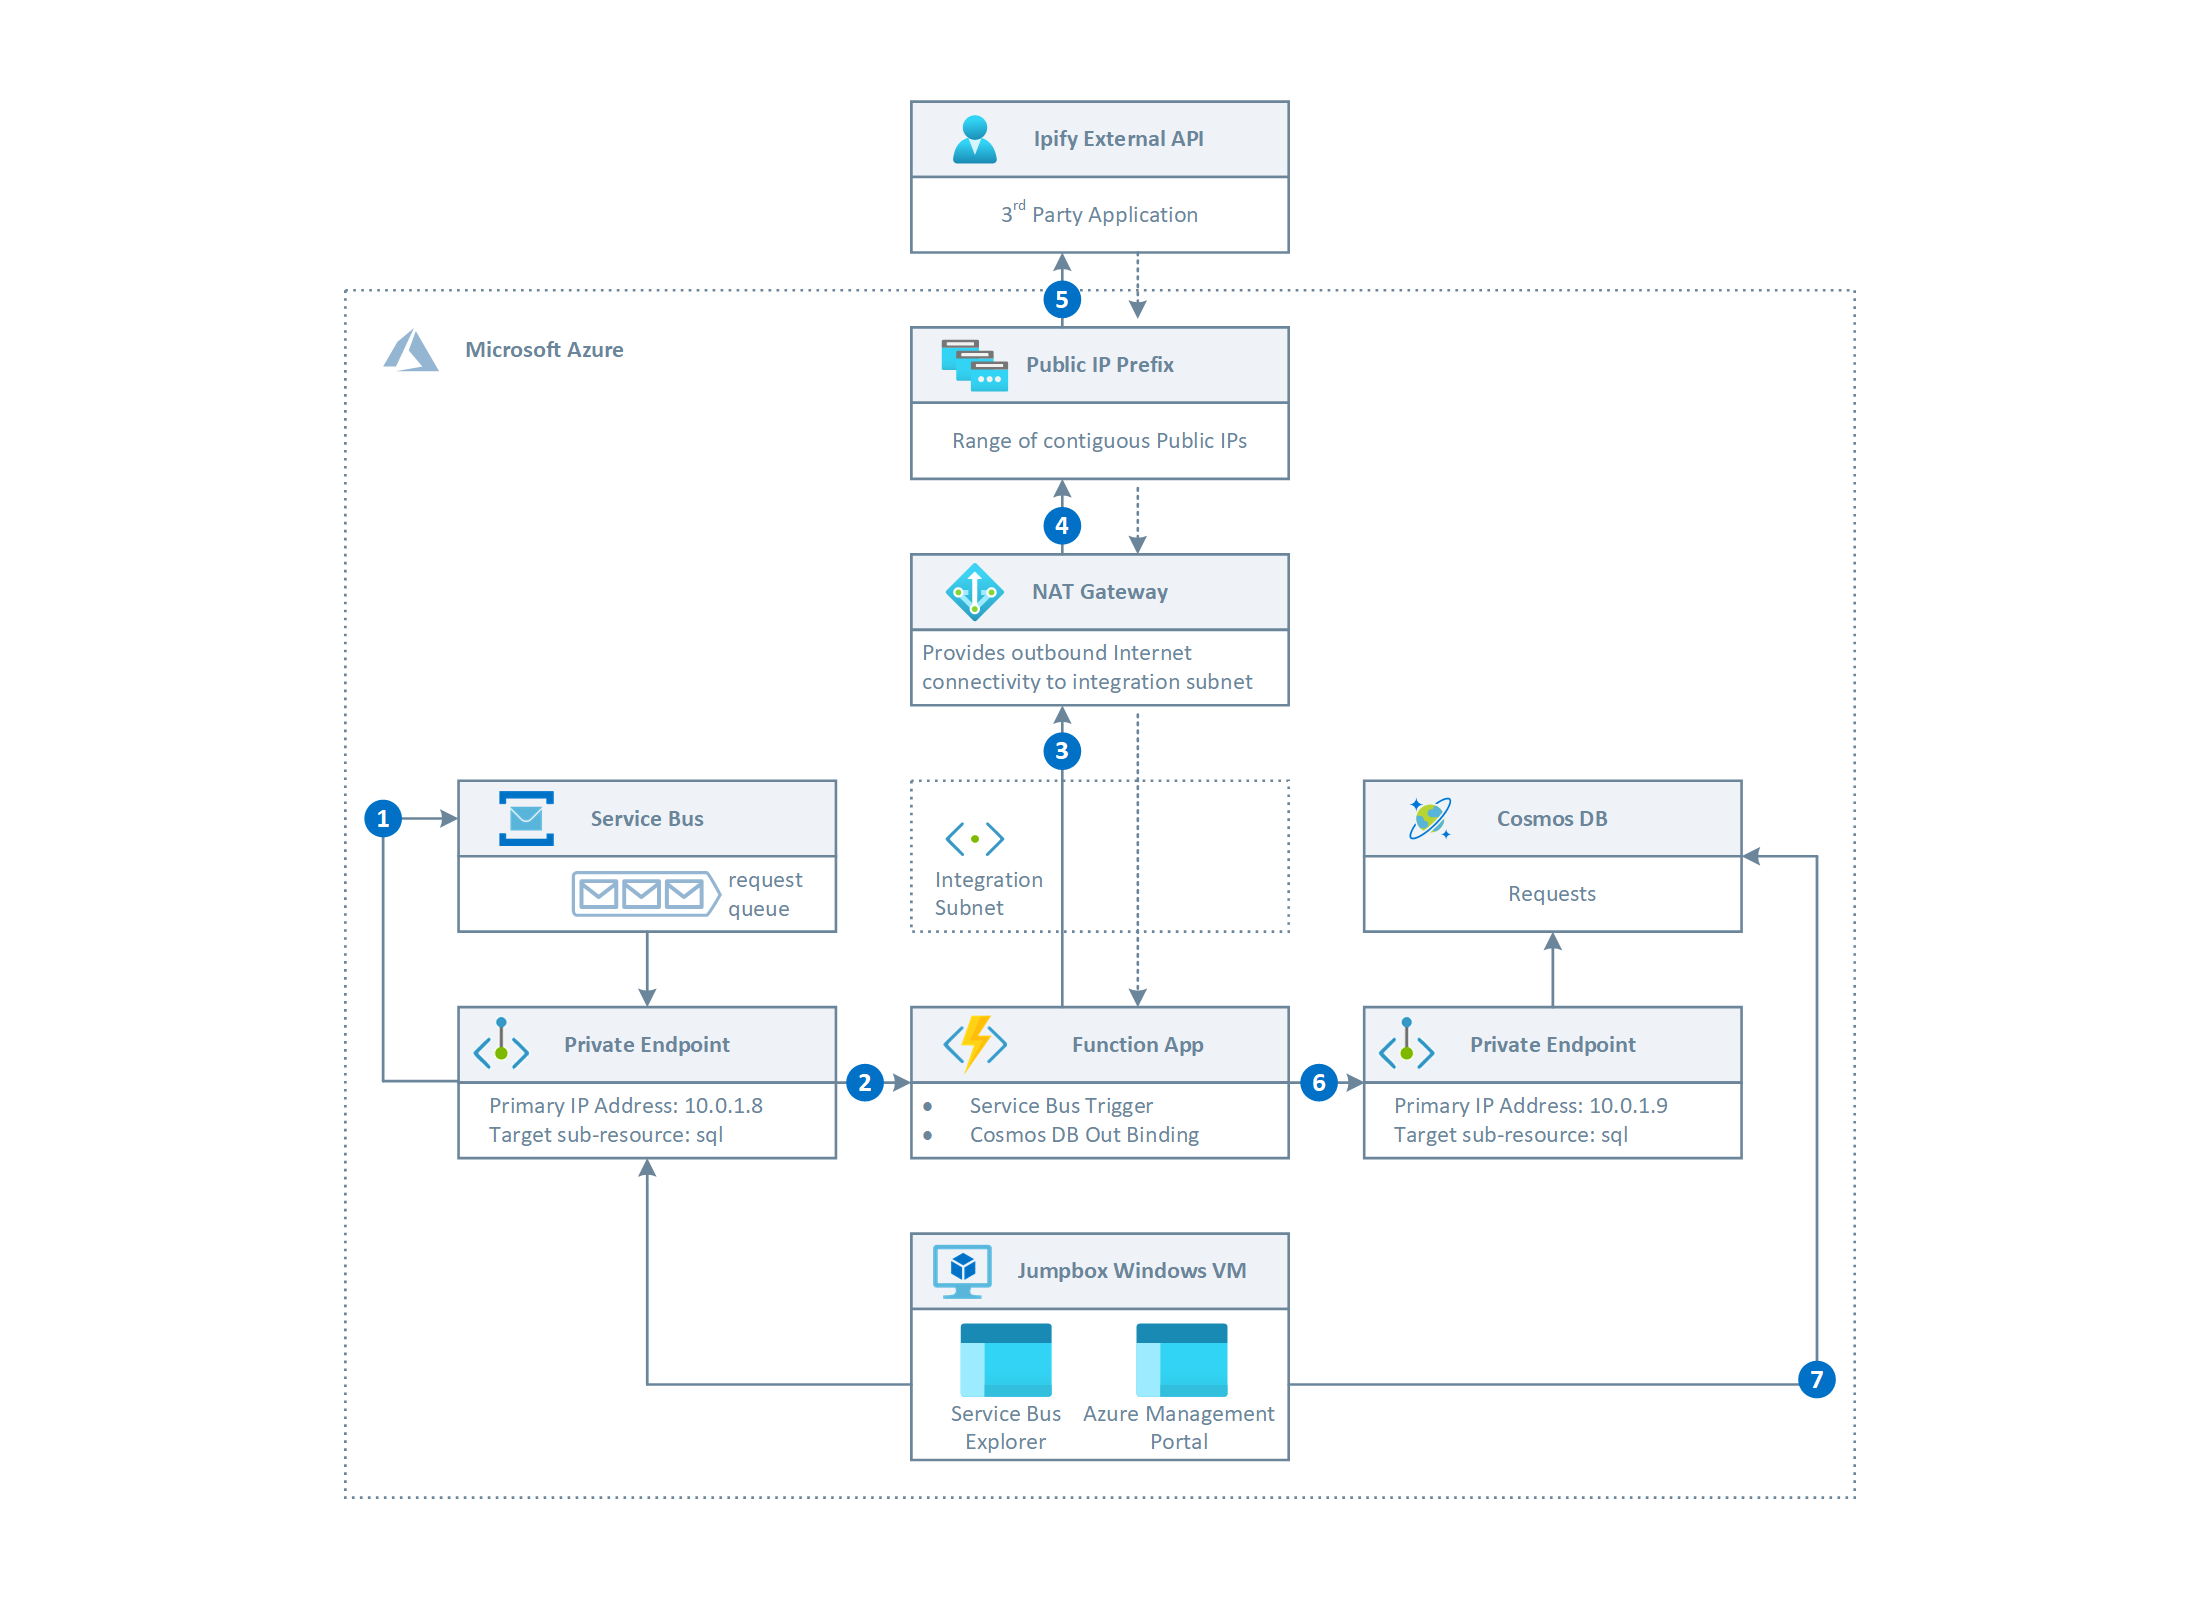 Ipify External API
3rd Party Application
5
Microsoft Azure
Public IP Prefix
Range of contiguous Public IPs
4
NAT Gateway
Provides outbound Internet
connectivity to integration subnet
3
1
Service Bus
request
queue
Integration
Subnet
Cosmos DB
Requests
Private Endpoint
Primary IP Address: 10.0.1.8
Target sub-resource: sql
2
Function App
• Service Bus Trigger
• Cosmos DB Out Binding
6
Private Endpoint
Primary IP Address: 10.0.1.9
Target sub-resource: sql
Jumpbox Windows VM
Service Bus
Explorer
Azure Management
Portal
7